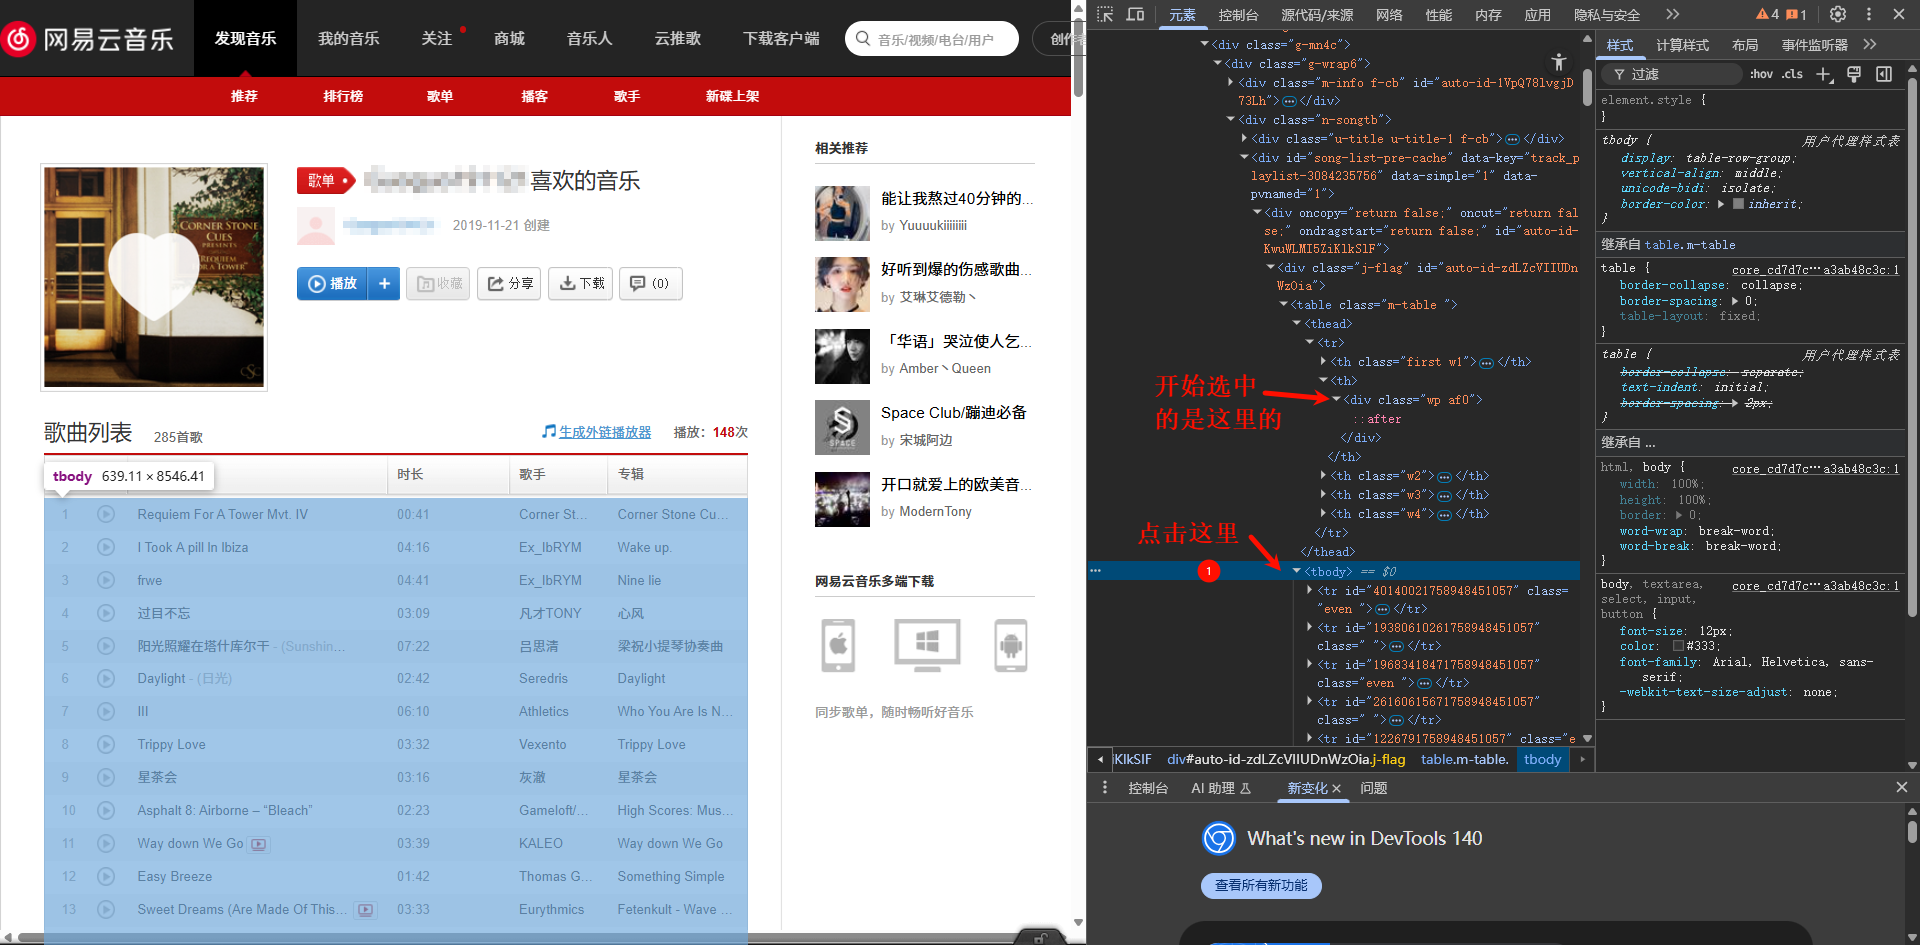 网易云音乐
发现音乐
我的音乐
关注
商城
音乐人
云推歌
下载客户端
音乐/视频/电台/用户
推荐
排行榜
歌单
播客
歌手
新碟上架
CORNER STONE
CUES
PRESENTS
REQUIEM
FOR A TOWER
歌单
喜欢的音乐
2019-11-21 创建
播放
+
收藏
分享
下载
(0)
歌曲列表
285首歌
生成外链播放器
播放：148次
tbody 639.11 × 8546.41
时长
歌手
专辑
1 Requiem For A Tower Mvt. IV 00:41 Corner St... Corner Stone Cu...
2 I Took A pill In Ibiza 04:16 Ex_IbRYM Wake up.
3 frwe 04:41 Ex_IbRYM Nine lie
4 过目不忘 03:09 凡才TONY 心风
5 阳光照耀在塔什库尔干 - (Sunshin... 07:22 吕思清 梁祝小提琴协奏曲
6 Daylight - (日光) 02:42 Seredris Daylight
7 III 06:10 Athletics Who You Are Is N...
8 Trippy Love 03:32 Vexento Trippy Love
9 星茶会 03:16 灰澈 星茶会
10 Asphalt 8: Airborne – “Bleach” 02:23 Gameloft/... High Scores: Mus...
11 Way down We Go 03:39 KALEO Way down We Go
12 Easy Breeze 01:42 Thomas G... Something Simple
13 Sweet Dreams (Are Made Of This... 03:33 Eurythmics Fetenkult - Wave ...
相关推荐
能让我熬过40分钟的...
by Yuuuukiiiiiiii
好听到爆的伤感歌曲...
by 艾琳艾德勒丶
「华语」哭泣使人乞...
by Amber丶Queen
Space Club/蹦迪必备
by 宋城阿边
SPACE
开口就爱上的欧美音...
by ModernTony
网易云音乐多端下载
同步歌单，随时畅听好音乐
元素
控制台
源代码/来源
网络
性能
内存
应用
隐私与安全
4
1
<div class="g-mn4c">
<div class="g-wrap6">
<div class="m-info f-cb" id="auto-id-1VpQ78lvgjD
73Lh">…</div>
<div class="n-songtb">
<div class="u-title u-title-1 f-cb">…</div>
<div id="song-list-pre-cache" data-key="track_p
laylist-3084235756" data-simple="1" data-
pvnamed="1">
<div oncopy="return false;" oncut="return fal
se;" ondragstart="return false;" id="auto-id-
KwuWLMI5ZiKlkSlF">
<div class="j-flag" id="auto-id-zdLZcVIIUDn
WzOia">
<table class="m-table ">
<thead>
<tr>
<th class="first w1">…</th>
<th>
<div class="wp af0">
::after
</div>
</th>
<th class="w2">…</th>
<th class="w3">…</th>
<th class="w4">…</th>
</tr>
</thead>
<tbody> == $0
<tr id="40140021758948451057" class=
"even ">…</tr>
<tr id="19380610261758948451057"
class=" ">…</tr>
<tr id="19683418471758948451057"
class="even ">…</tr>
<tr id="26160615671758948451057"
class=" ">…</tr>
<tr id="1226791758948451057" class="e
开始选中
的是这里的
点击这里
1
iKlkSlF
div#auto-id-zdLZcVIIUDnWzOia.j-flag
table.m-table.
tbody
样式
计算样式
布局
事件监听器
过滤
:hov
.cls
element.style {
}
tbody { 用户代理样式表
display: table-row-group;
vertical-align: middle;
unicode-bidi: isolate;
border-color: inherit;
}
继承自 table.m-table
table { core_cd7d7c…a3ab48c3c:1
border-collapse: collapse;
border-spacing: 0;
table-layout: fixed;
}
table { 用户代理样式表
border-collapse: separate;
text-indent: initial;
border-spacing: 2px;
}
继承自 ...
html, body { core_cd7d7c…a3ab48c3c:1
width: 100%;
height: 100%;
border: 0;
word-wrap: break-word;
word-break: break-word;
}
body, textarea, core_cd7d7c…a3ab48c3c:1
select, input,
button {
font-size: 12px;
color: #333;
font-family: Arial, Helvetica, sans-
serif;
-webkit-text-size-adjust: none;
}
控制台
AI 助理
新变化
问题
What's new in DevTools 140
查看所有新功能